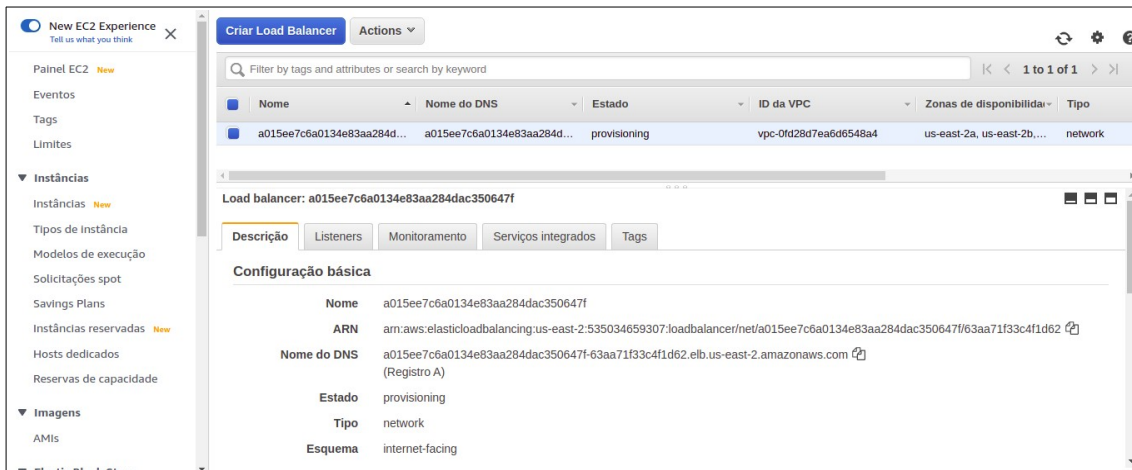 New EC2 Experience
Tell us what you think
Painel EC2 New
Eventos
Tags
Limites
Instâncias
Instâncias New
Tipos de instância
Modelos de execução
Solicitações spot
Savings Plans
Instâncias reservadas New
Hosts dedicados
Reservas de capacidade
Imagens
AMIs
Criar Load Balancer Actions
Filter by tags and attributes or search by keyword 1 to 1 of 1
Nome Nome do DNS Estado ID da VPC Zonas de disponibilida Tipo
a015ee7c6a0134e83aa284d... a015ee7c6a0134e83aa284d... provisioning vpc-0fd28d7ea6d6548a4 us-east-2a, us-east-2b,... network
Load balancer: a015ee7c6a0134e83aa284dac350647f
Descrição Listeners Monitoramento Serviços integrados Tags
Configuração básica
Nome a015ee7c6a0134e83aa284dac350647f
ARN arn:aws:elasticloadbalancing:us-east-2:535034659307:loadbalancer/net/a015ee7c6a0134e83aa284dac350647f/63aa71f33c4f1d62
Nome do DNS a015ee7c6a0134e83aa284dac350647f-63aa71f33c4f1d62.elb.us-east-2.amazonaws.com
(Registro A)
Estado provisioning
Tipo network
Esquema internet-facing